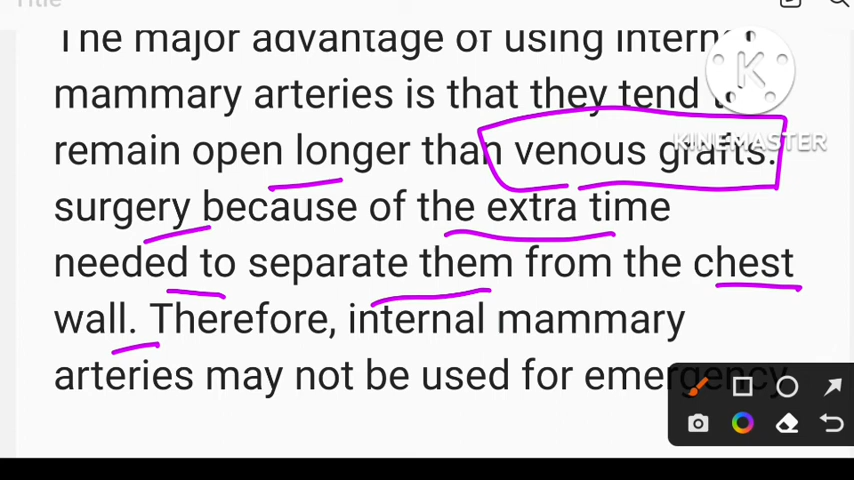 Title
The major advantage of using intern
KINEMASTER
mammary arteries is that they tend
remain open longer than venous grafts.
surgery because of the extra time
needed to separate them from the chest
wall. Therefore, internal mammary
arteries may not be used for emergency